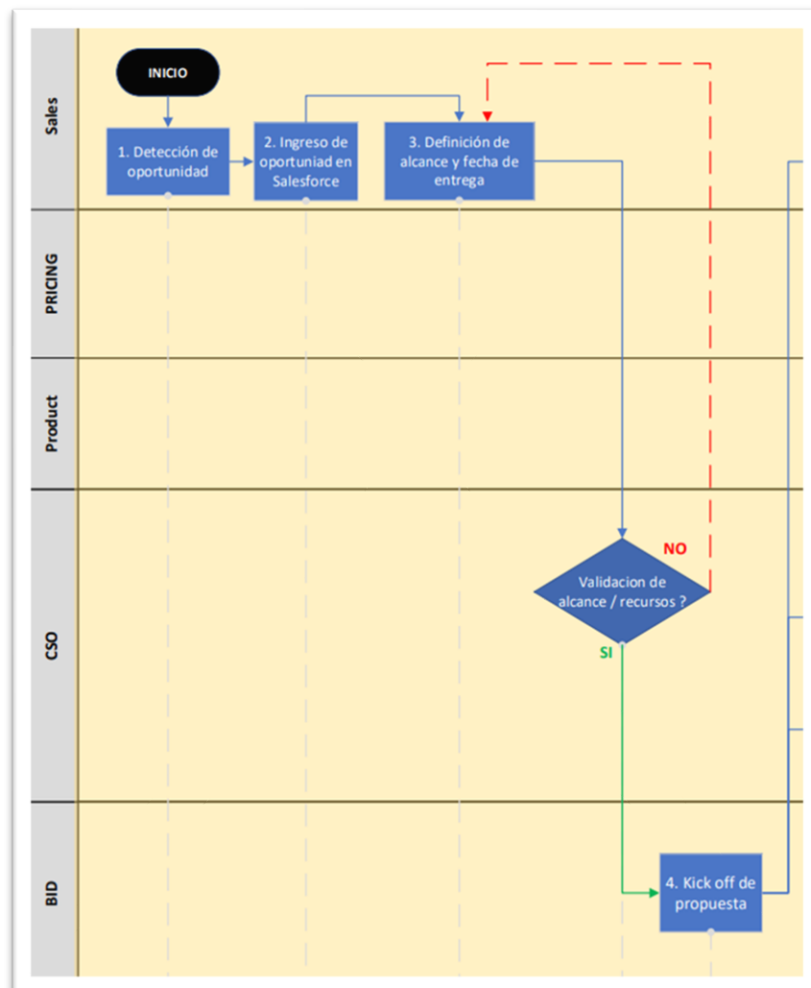 Sales
INICIO
1. Detección de
oportunidad
2. Ingreso de
oportuniad en
Salesforce
3. Definición de
alcance y fecha de
entrega
PRICING
Product
CSO
NO
Validacion de
alcance / recursos ?
SI
BID
4. Kick off de
propuesta